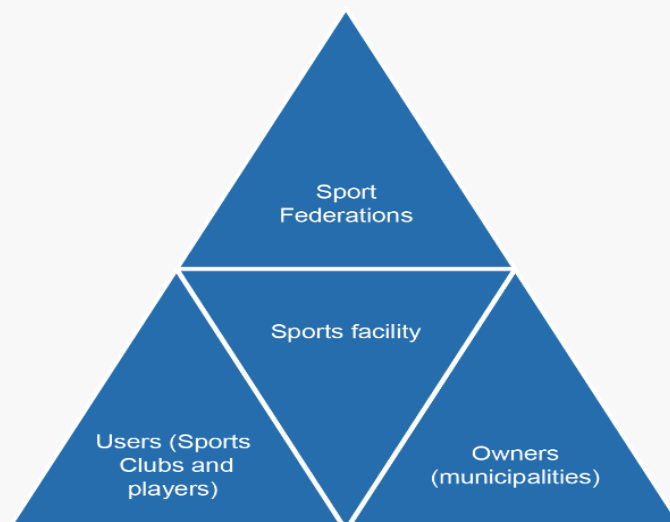 Sport
Federations
Sports facility
Users (Sports
Clubs and
players)
Owners
(municipalities)